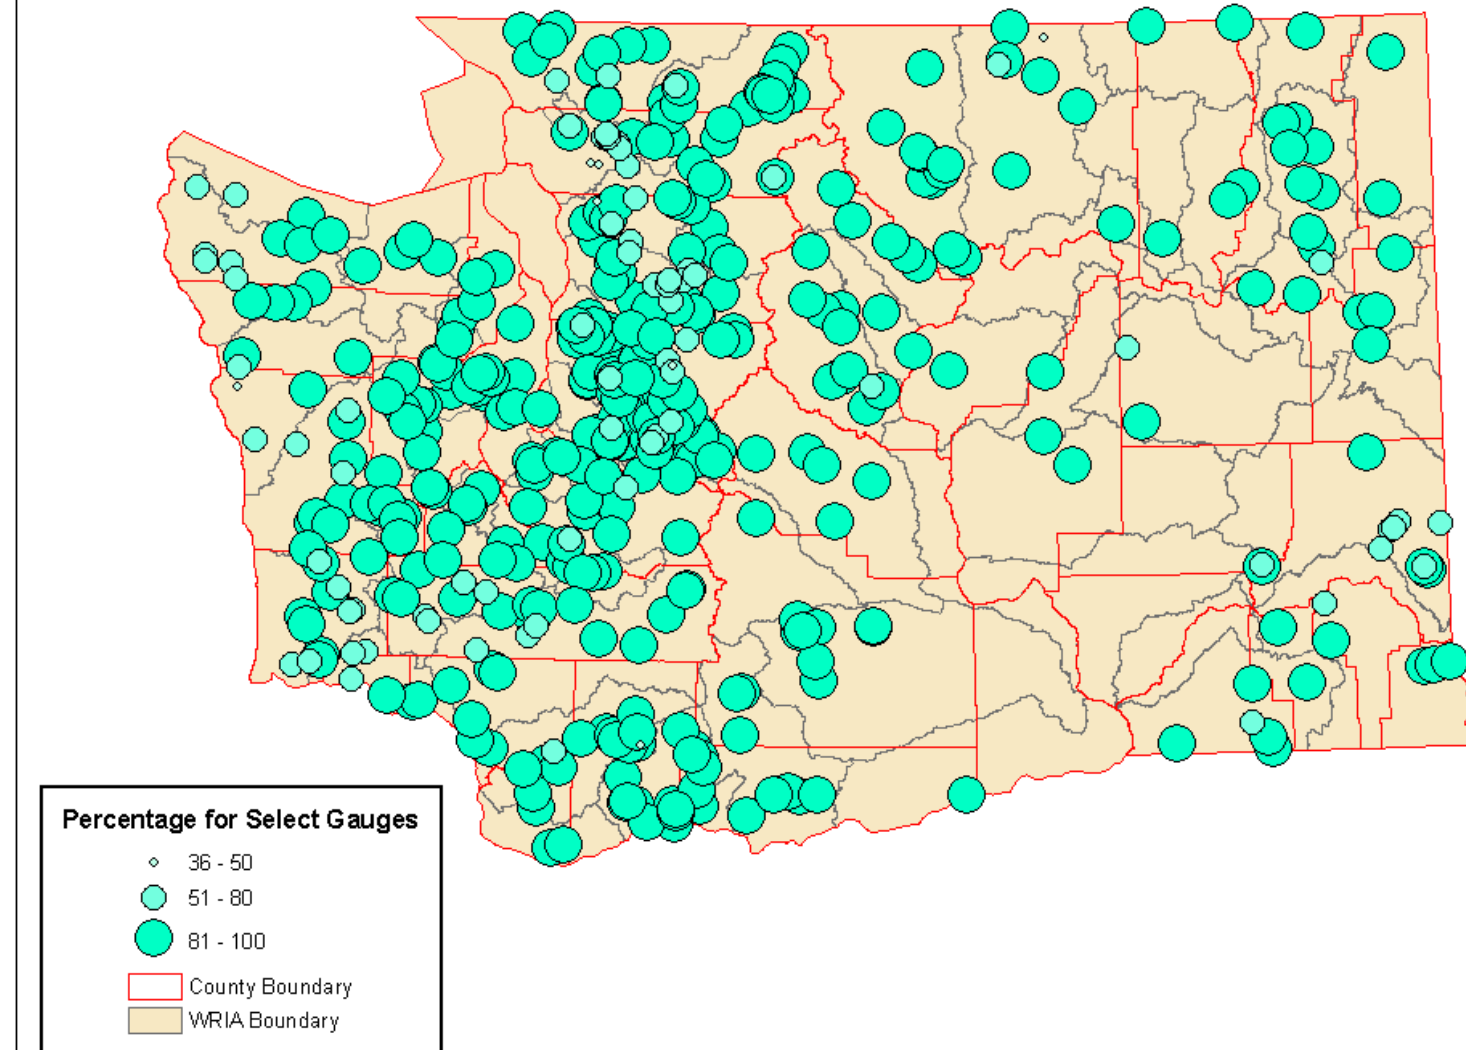 Percentage for Select Gauges
36 - 50
51 - 80
81 - 100
County Boundary
WRIA Boundary